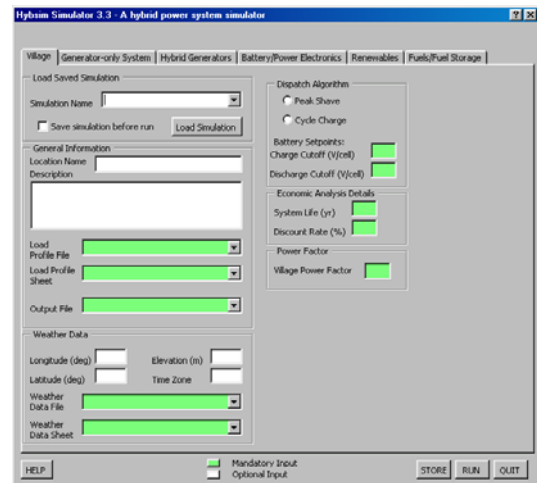 Hybsim Simulator 3.3 - A hybrid power system simulator
Village
Generator-only System
Hybrid Generators
Battery/Power Electronics
Renewables
Fuels/Fuel Storage
Load Saved Simulation
Simulation Name
Save simulation before run
Load Simulation
General Information
Location Name
Description
Load
Profile File
Load Profile
Sheet
Output File
Weather Data
Longitude (deg)
Elevation (m)
Latitude (deg)
Time Zone
Weather
Data File
Weather
Data Sheet
Dispatch Algorithm
Peak Shave
Cycle Charge
Battery Setpoints:
Charge Cutoff (V/cell)
Discharge Cutoff (V/cell)
Economic Analysis Details
System Life (yr)
Discount Rate (%)
Power Factor
Village Power Factor
HELP
Mandatory Input
Optional Input
STORE
RUN
QUIT